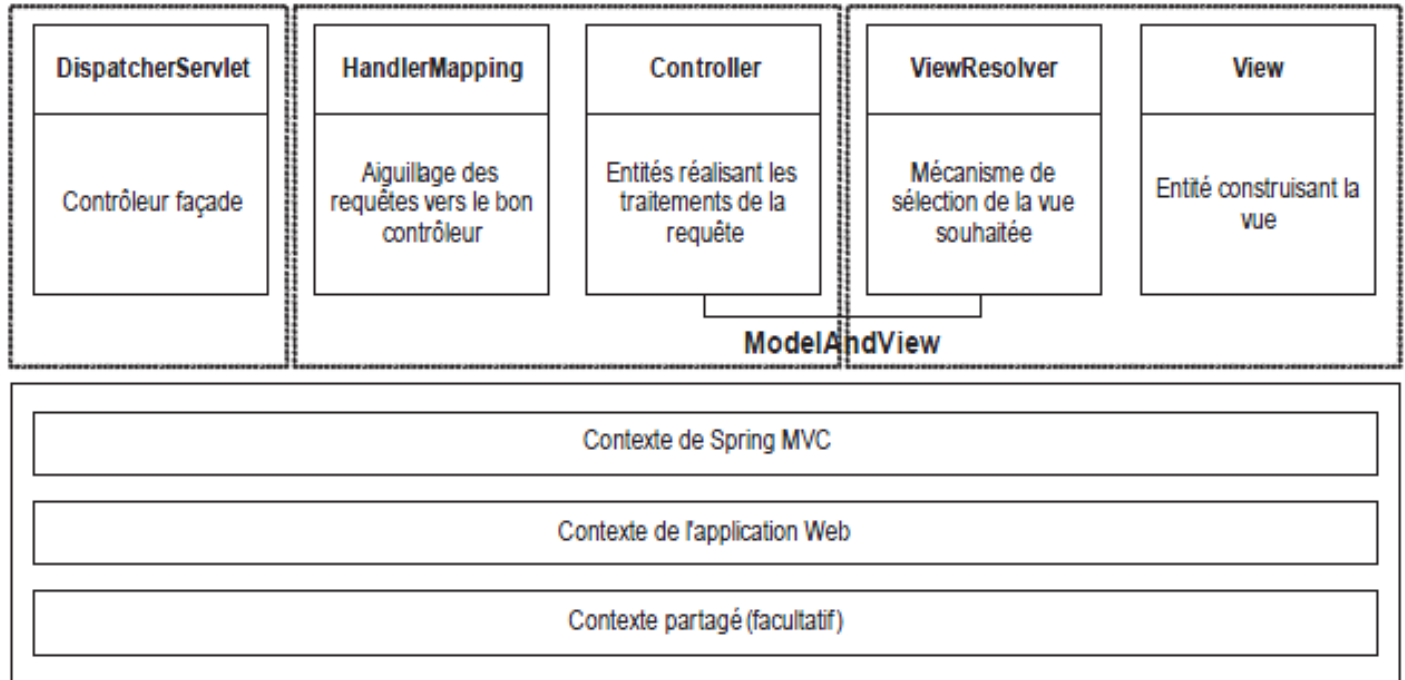 DispatcherServlet
Contrôleur façade
HandlerMapping
Aiguillage des
requêtes vers le bon
contrôleur
Controller
Entités réalisant les
traitements de la
requête
ViewResolver
Mécanisme de
sélection de la vue
souhaitée
View
Entité construisant la
vue
ModelAndView
Contexte de Spring MVC
Contexte de l'application Web
Contexte partagé (facultatif)